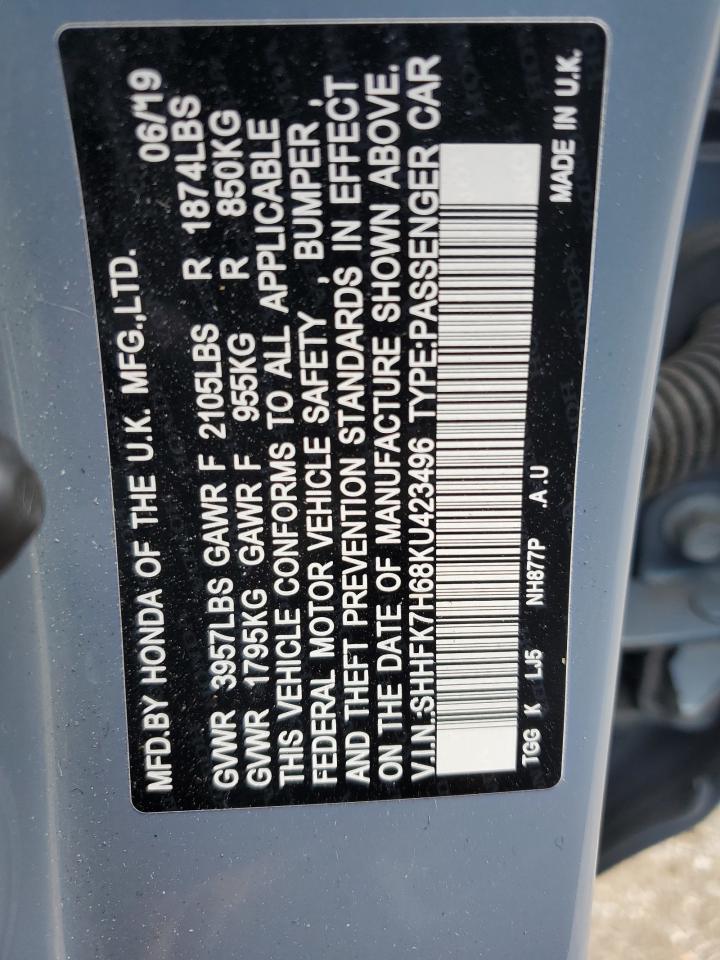 MFD.BY HONDA OF THE U.K. MFG.,LTD. 06/19
GVWR 3957LBS GAWR F 2105LBS R 1874LBS
GVWR 1795KG GAWR F 955KG R 850KG
THIS VEHICLE CONFORMS TO ALL APPLICABLE
FEDERAL MOTOR VEHICLE SAFETY , BUMPER ,
AND THEFT PREVENTION STANDARDS IN EFFECT
ON THE DATE OF MANUFACTURE SHOWN ABOVE.
V.I.N.:SHHFK7H68KU423496 TYPE:PASSENGER CAR
TGG K LJ5 NH877P .A.U MADE IN U.K.